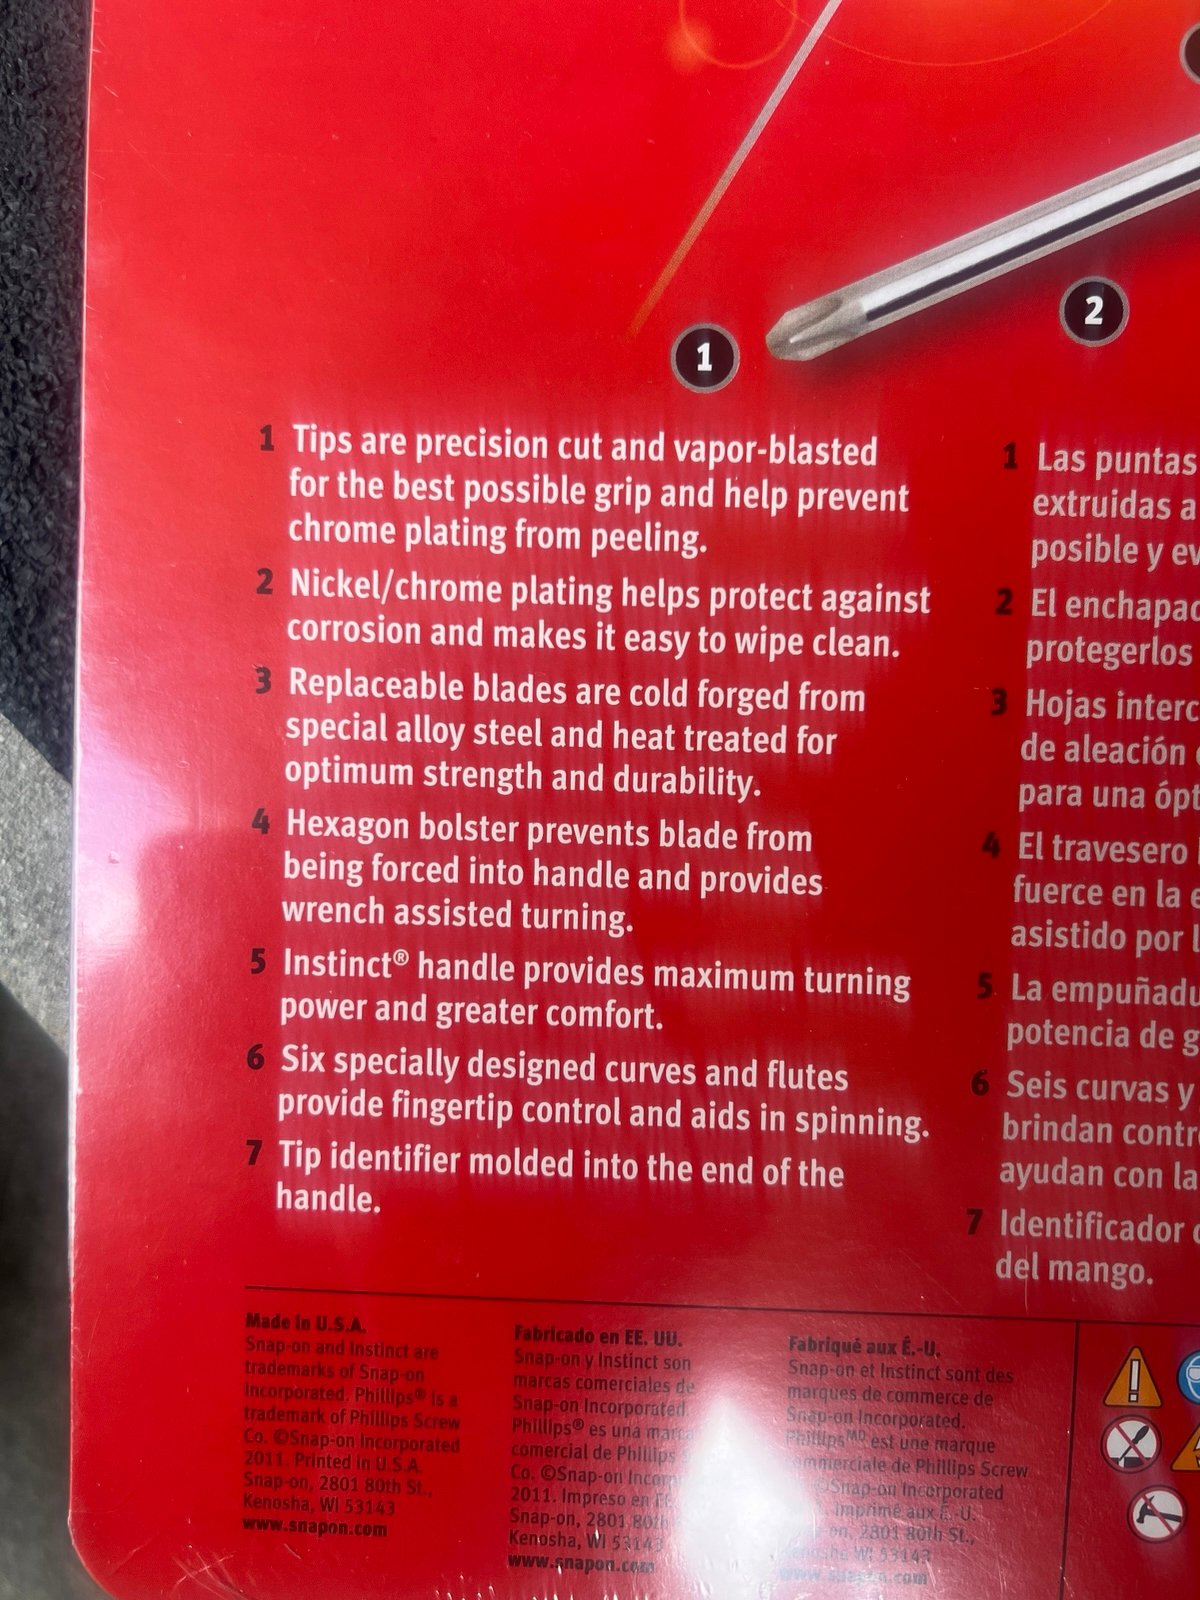 1
2
1 Tips are precision cut and vapor-blasted
for the best possible grip and help prevent
chrome plating from peeling.
2 Nickel/chrome plating helps protect against
corrosion and makes it easy to wipe clean.
3 Replaceable blades are cold forged from
special alloy steel and heat treated for
optimum strength and durability.
4 Hexagon bolster prevents blade from
being forced into handle and provides
wrench assisted turning.
5 Instinct® handle provides maximum turning
power and greater comfort.
6 Six specially designed curves and flutes
provide fingertip control and aids in spinning.
7 Tip identifier molded into the end of the
handle.
1 Las puntas
extruidas a
posible y ev
2 El enchapad
protegerlos
3 Hojas interc
de aleación
para una ópt
4 El travesero
fuerce en la e
asistido por l
5 La empuñadu
potencia de g
6 Seis curvas y
brindan contr
ayudan con la
7 Identificador
del mango.
Made in U.S.A.
Snap-on and Instinct are
trademarks of Snap-on
Incorporated. Phillips® is a
trademark of Phillips Screw
Co. ©Snap-on Incorporated
2011. Printed in U.S.A.
Snap-on, 2801 80th St.,
Kenosha, WI 53143
www.snapon.com
Fabricado en EE. UU.
Snap-on y Instinct son
marcas comerciales de
Snap-on Incorporated.
Phillips® es una marca
comercial de Phillips
Co. ©Snap-on
2011. Impreso en
Snap-on, 2801 80th
Kenosha, WI 53143
www.snapon.com
Fabriqué aux É.-U.
Snap-on et Instinct sont des
marques de commerce de
Snap-on Incorporated.
Phillips MD est une marque
commerciale de Phillips Screw
©Snap-on Incorporated
Imprimé aux É.-U.
2801 80th St.,
Kenosha WI 53143
www.snapon.com